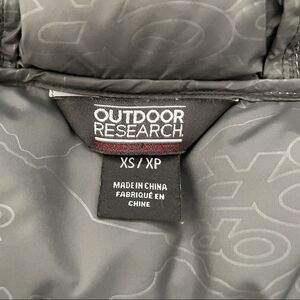 OUTDOOR
RESEARCH
XS/XP
MADE IN CHINA
FABRIQUÉ EN
CHINE